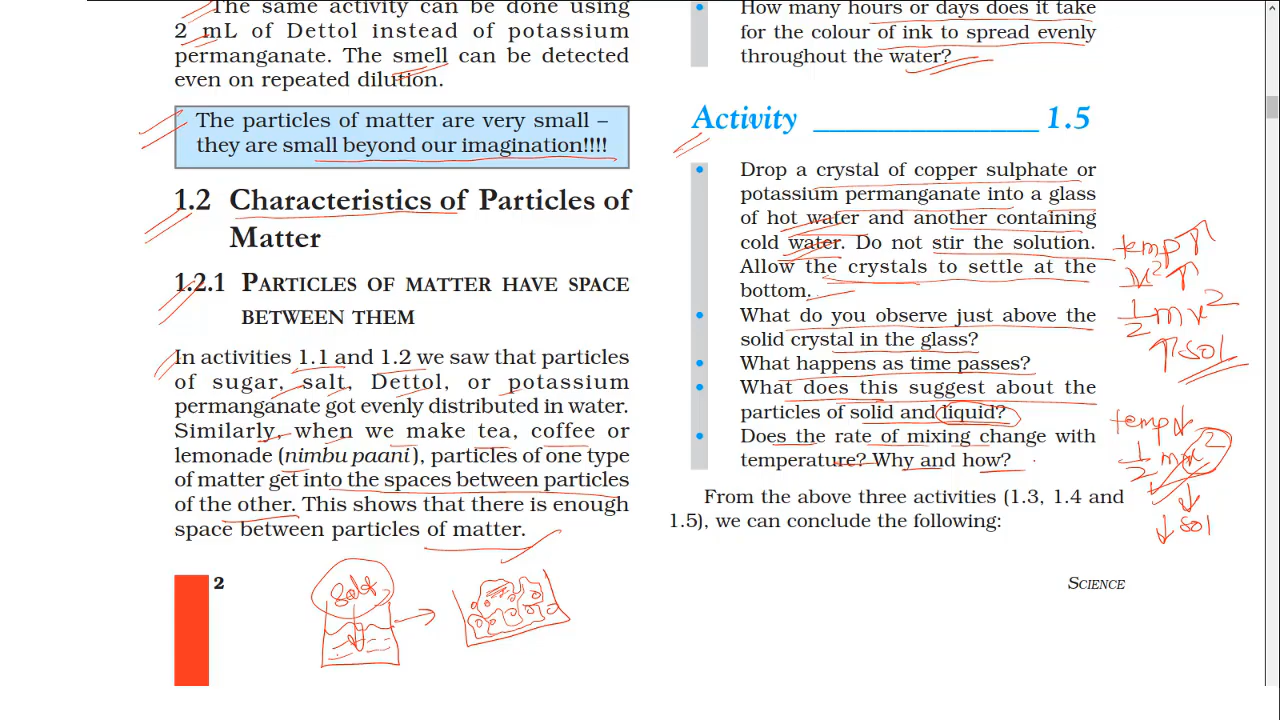 The same activity can be done using
2 mL of Dettol instead of potassium
permanganate. The smell can be detected
even on repeated dilution.
The particles of matter are very small –
they are small beyond our imagination!!!!
1.2 Characteristics of Particles of
Matter
1.2.1 PARTICLES OF MATTER HAVE SPACE
BETWEEN THEM
In activities 1.1 and 1.2 we saw that particles
of sugar, salt, Dettol, or potassium
permanganate got evenly distributed in water.
Similarly, when we make tea, coffee or
lemonade (nimbu paani), particles of one type
of matter get into the spaces between particles
of the other. This shows that there is enough
space between particles of matter.
salt
2
• How many hours or days does it take
for the colour of ink to spread evenly
throughout the water?
Activity ____________________ 1.5
• Drop a crystal of copper sulphate or
potassium permanganate into a glass
of hot water and another containing
cold water. Do not stir the solution.
Allow the crystals to settle at the
bottom.
• What do you observe just above the
solid crystal in the glass?
• What happens as time passes?
• What does this suggest about the
particles of solid and liquid?
• Does the rate of mixing change with
temperature? Why and how?
From the above three activities (1.3, 1.4 and
1.5), we can conclude the following:
temp ↑
v² ↑
1/2 mv²
↑ sol
temp ↓
1/2 mv²
↓
↓ sol
SCIENCE